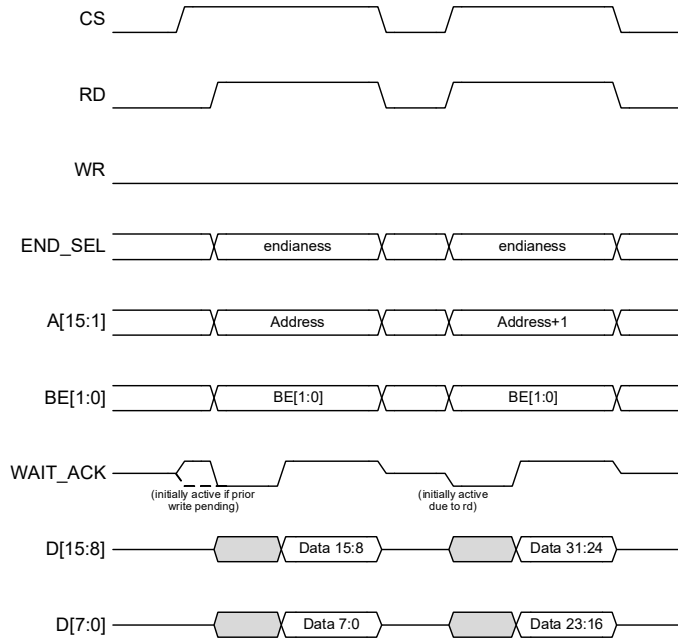 CS
RD
WR
END_SEL
endianess
endianess
A[15:1]
Address
Address+1
BE[1:0]
BE[1:0]
BE[1:0]
WAIT_ACK
(initially active if prior
write pending)
(initially active
due to rd)
D[15:8]
Data 15:8
Data 31:24
D[7:0]
Data 7:0
Data 23:16